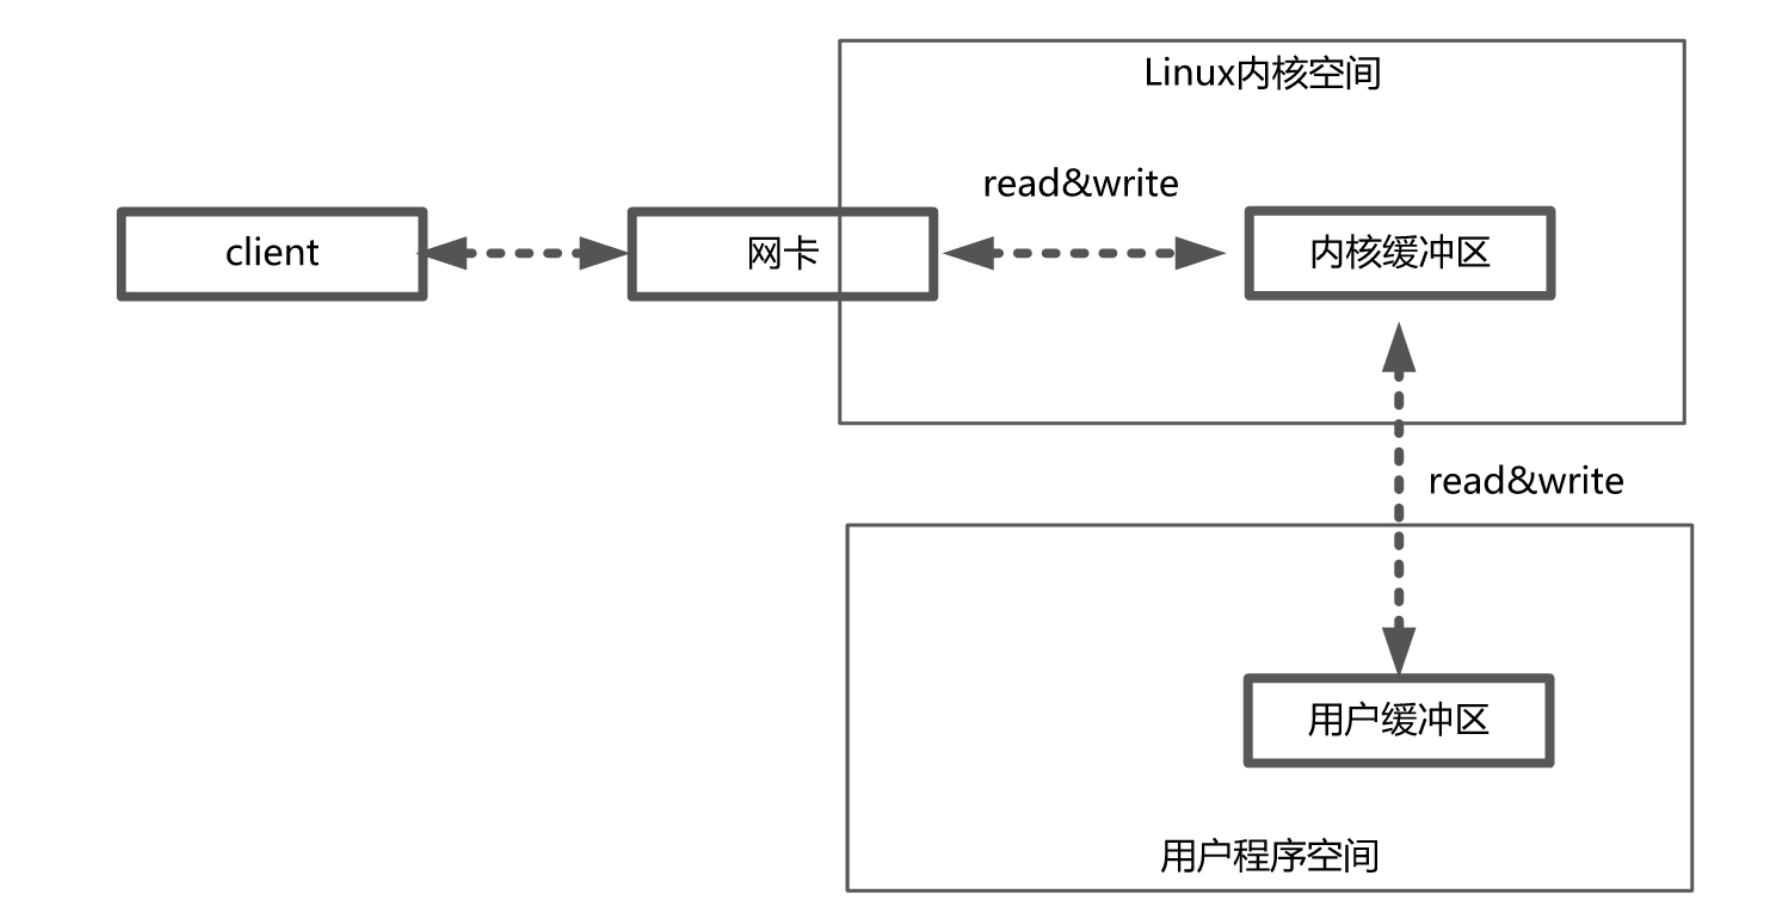 Linux内核空间
read&write
client
网卡
内核缓冲区
read&write
用户缓冲区
用户程序空间